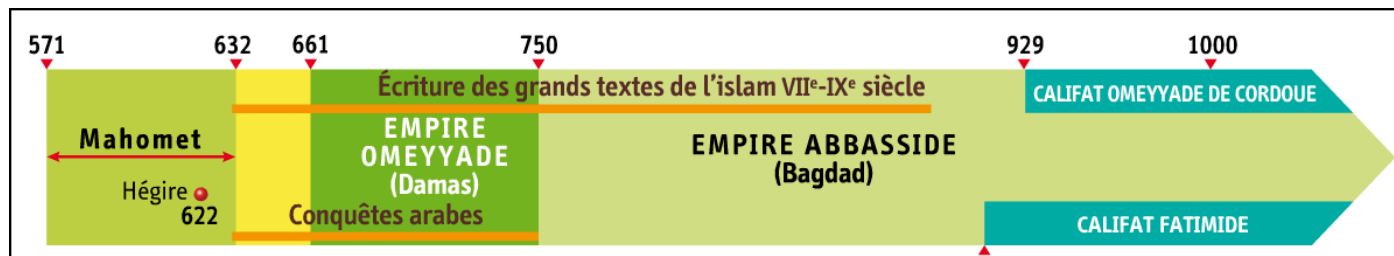 571 632 661 750 929 1000
Écriture des grands textes de l'islam VIIe-IXe siècle
CALIFAT OMEYYADE DE CORDOUE
Mahomet
EMPIRE
OMEYYADE
(Damas)
EMPIRE ABBASSIDE
(Bagdad)
Hégire
622
Conquêtes arabes
CALIFAT FATIMIDE